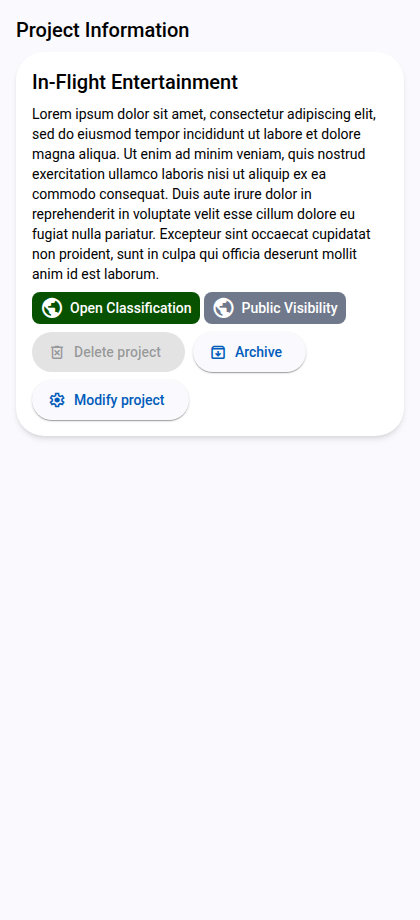 Project Information
In-Flight Entertainment
Lorem ipsum dolor sit amet, consectetur adipiscing elit,
sed do eiusmod tempor incididunt ut labore et dolore
magna aliqua. Ut enim ad minim veniam, quis nostrud
exercitation ullamco laboris nisi ut aliquip ex ea
commodo consequat. Duis aute irure dolor in
reprehenderit in voluptate velit esse cillum dolore eu
fugiat nulla pariatur. Excepteur sint occaecat cupidatat
non proident, sunt in culpa qui officia deserunt mollit
anim id est laborum.
Open Classification Public Visibility
Delete project Archive
Modify project